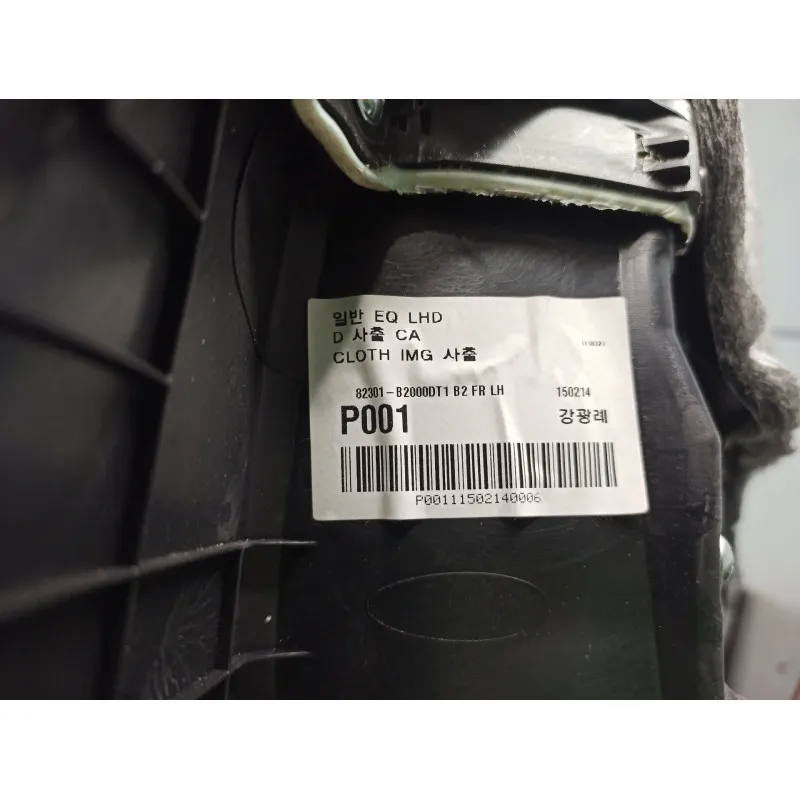 일반 EQ LHD
D 사출 CA
CLOTH IMG 사출
82301-B2000DT1 B2 FR LH 150214
P001 강광례
P00111502140006